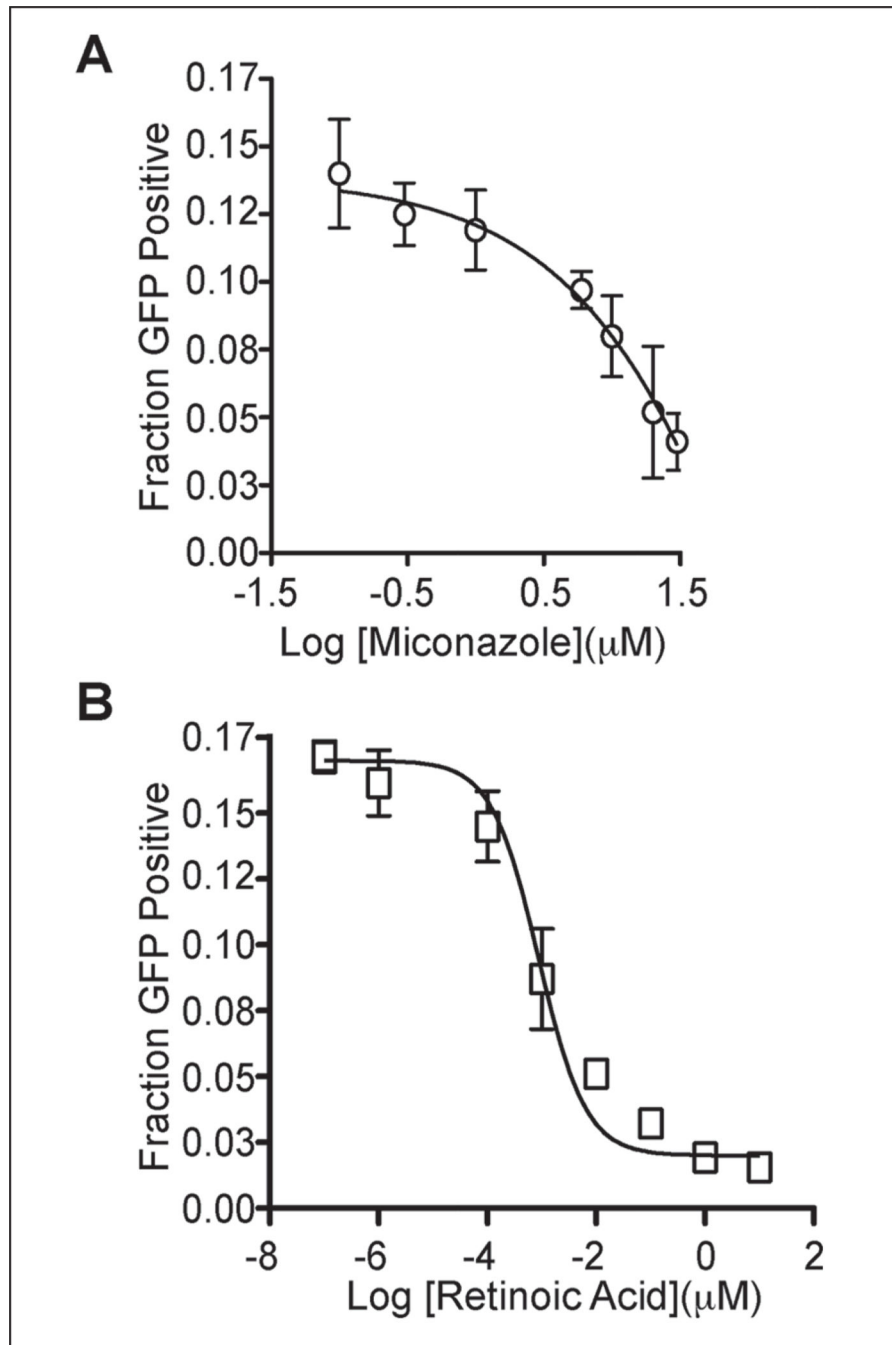 A
Fraction GFP Positive
0.17
0.15
0.12
0.10
0.08
0.05
0.03
0.00
-1.5 -0.5 0.5 1.5
Log [Miconazole](μM)
B
Fraction GFP Positive
0.17
0.15
0.12
0.10
0.08
0.05
0.03
0.00
-8 -6 -4 -2 0 2
Log [Retinoic Acid](μM)